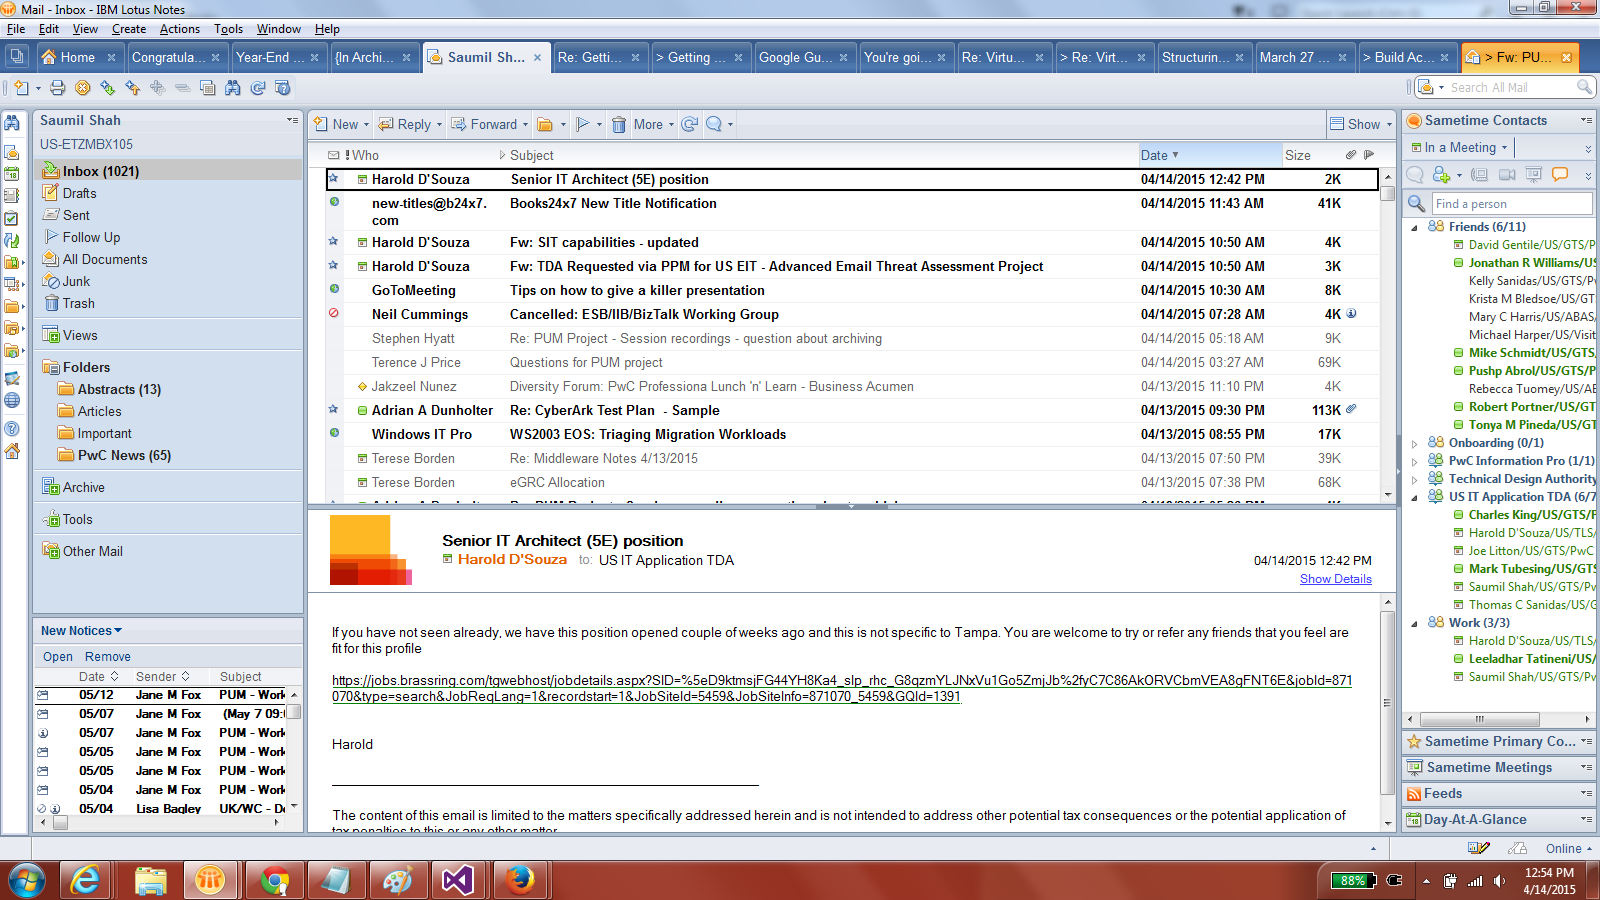 Mail - Inbox - IBM Lotus Notes
File Edit View Create Actions Tools Window Help
Home Congratula... Year-End ... {In Archi... Saumil Sh... Re: Getti... > Getting ... Google Gu... You're goi... Re: Virtu... > Re: Virt... Structurin... March 27 ... > Build Ac... > Fw: PU...
Search All Mail
Saumil Shah
US-ETZMBX105
Inbox (1021)
Drafts
Sent
Follow Up
All Documents
Junk
Trash
Views
Folders
Abstracts (13)
Articles
Important
PwC News (65)
Archive
Tools
Other Mail
New Notices
Open Remove
Date Sender Subject
05/12 Jane M Fox PUM - Work
05/07 Jane M Fox (May 7 09:0
05/07 Jane M Fox PUM - Work
05/05 Jane M Fox PUM - Work
05/05 Jane M Fox PUM - Work
05/04 Jane M Fox PUM - Work
05/04 Lisa Bagley UK/WC - De
New Reply Forward More Show
! Who Subject Date Size
Harold D'Souza Senior IT Architect (5E) position 04/14/2015 12:42 PM 2K
new-titles@b24x7. Books24x7 New Title Notification 04/14/2015 11:43 AM 41K
com
Harold D'Souza Fw: SIT capabilities - updated 04/14/2015 10:50 AM 4K
Harold D'Souza Fw: TDA Requested via PPM for US EIT - Advanced Email Threat Assessment Project 04/14/2015 10:50 AM 3K
GoToMeeting Tips on how to give a killer presentation 04/14/2015 10:30 AM 8K
Neil Cummings Cancelled: ESB/IIB/BizTalk Working Group 04/14/2015 07:28 AM 4K
Stephen Hyatt Re: PUM Project - Session recordings - question about archiving 04/14/2015 05:18 AM 9K
Terence J Price Questions for PUM project 04/14/2015 03:27 AM 69K
Jakzeel Nunez Diversity Forum: PwC Professiona Lunch 'n' Learn - Business Acumen 04/13/2015 11:10 PM 4K
Adrian A Dunholter Re: CyberArk Test Plan - Sample 04/13/2015 09:30 PM 113K
Windows IT Pro WS2003 EOS: Triaging Migration Workloads 04/13/2015 08:55 PM 17K
Terese Borden Re: Middleware Notes 4/13/2015 04/13/2015 07:50 PM 39K
Terese Borden eGRC Allocation 04/13/2015 07:38 PM 68K
Senior IT Architect (5E) position
Harold D'Souza to: US IT Application TDA 04/14/2015 12:42 PM
Show Details
If you have not seen already, we have this position opened couple of weeks ago and this is not specific to Tampa. You are welcome to try or refer any friends that you feel are
fit for this profile
https://jobs.brassring.com/tgwebhost/jobdetails.aspx?SID=%5eD9ktmsjFG44YH8Ka4_slp_rhc_G8qzmYLJNxVu1Go5ZmjJb%2fyC7C86AkORVCbmVEA8gFNT6E&jobId=871
070&type=search&JobReqLang=1&recordstart=1&JobSiteId=5459&JobSiteInfo=871070_5459&GQId=1391
Harold
The content of this email is limited to the matters specifically addressed herein and is not intended to address other potential tax consequences or the potential application of
tax penalties to this or any other matter.
Sametime Contacts
In a Meeting
Find a person
Friends (6/11)
David Gentile/US/GTS/P
Jonathan R Williams/US
Kelly Sanidas/US/GTS/Pw
Krista M Bledsoe/US/GT
Mary C Harris/US/ABAS/
Michael Harper/US/Visit
Mike Schmidt/US/GTS
Pushp Abrol/US/GTS/
Rebecca Tuomey/US/AB
Robert Portner/US/GTS
Tonya M Pineda/US/GT
Onboarding (0/1)
PwC Information Pro (1/1)
Technical Design Authority
US IT Application TDA (6/7
Charles King/US/GTS/P
Harold D'Souza/US/TLS/
Joe Litton/US/GTS/PwC
Mark Tubesing/US/GTS
Saumil Shah/US/GTS/Pw
Thomas C Sanidas/US/G
Work (3/3)
Harold D'Souza/US/TLS/
Leeladhar Tatineni/US/
Saumil Shah/US/GTS/Pw
Sametime Primary Co...
Sametime Meetings
Feeds
Day-At-A-Glance
Online
88%
12:54 PM
4/14/2015